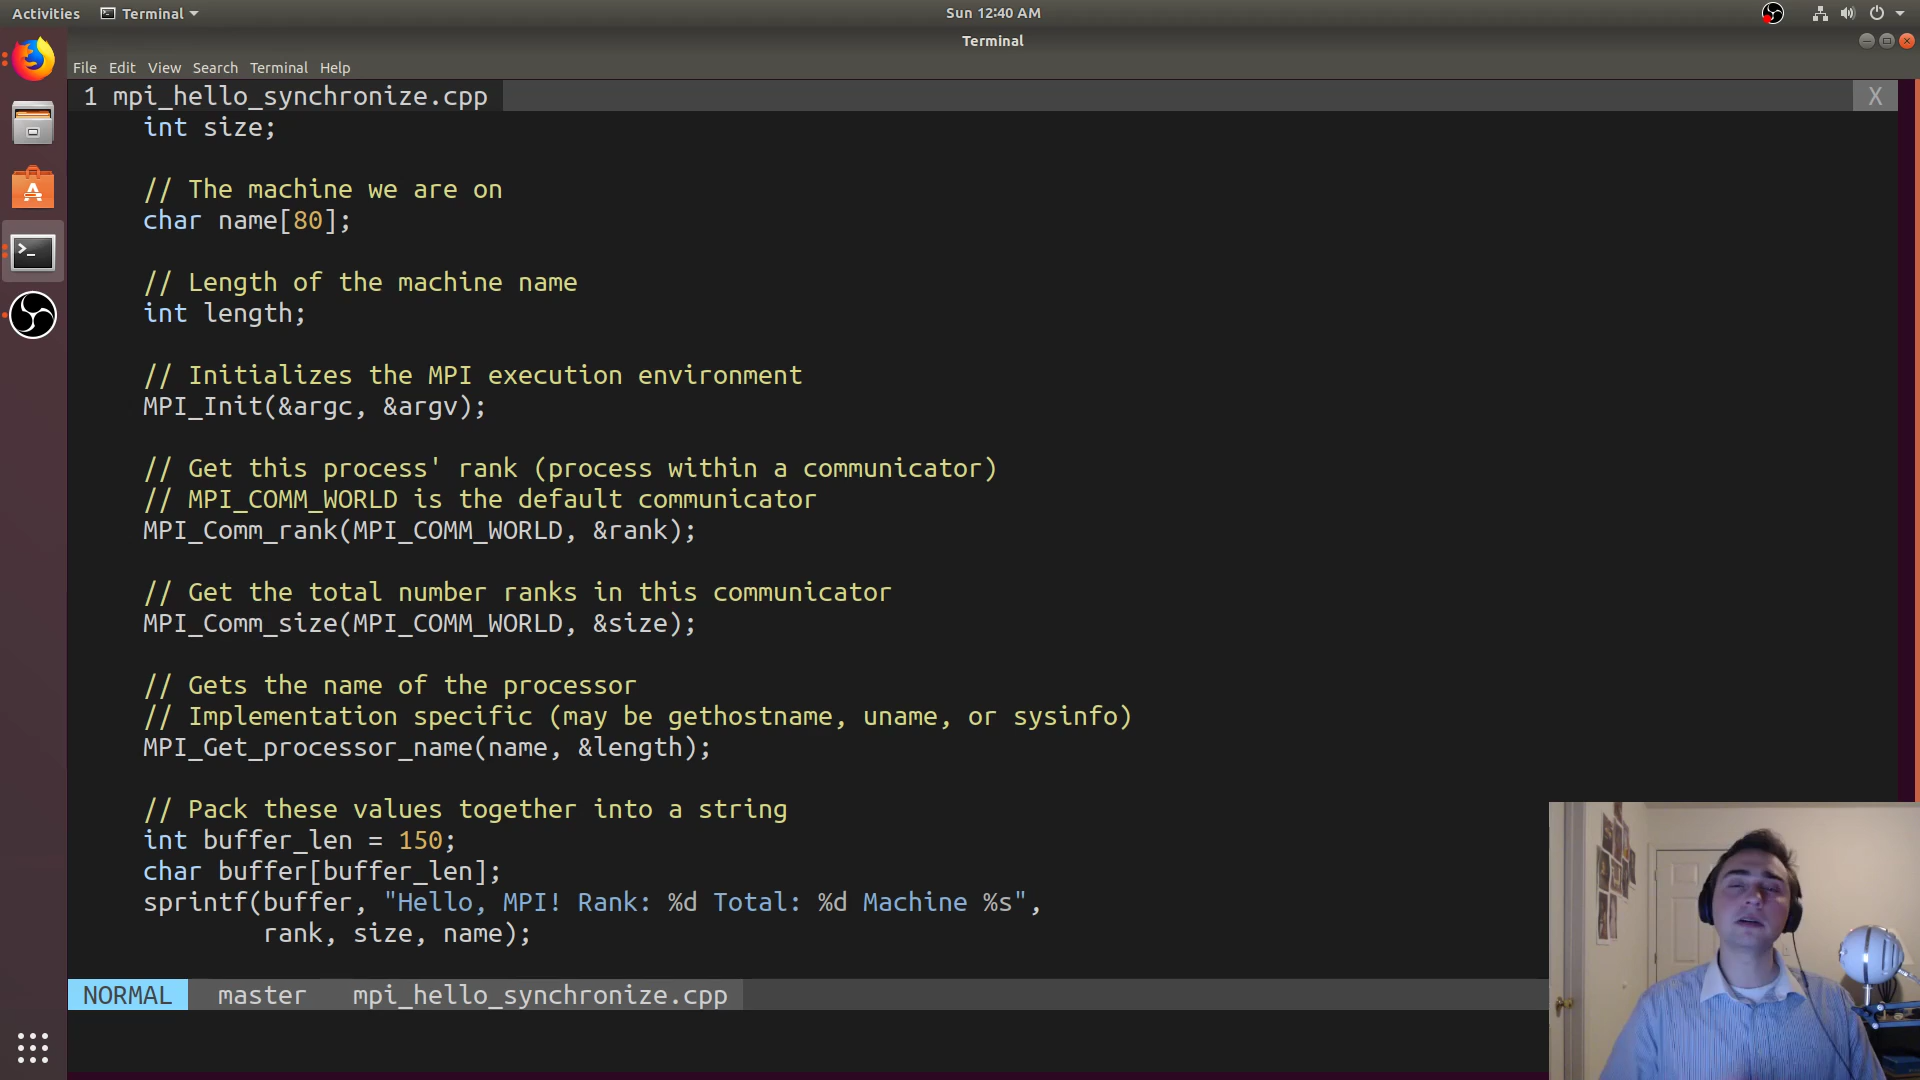 Activities Terminal Sun 12:40 AM
Terminal
File Edit View Search Terminal Help
1 mpi_hello_synchronize.cpp X
int size;
// The machine we are on
char name[80];
// Length of the machine name
int length;
// Initializes the MPI execution environment
MPI_Init(&argc, &argv);
// Get this process' rank (process within a communicator)
// MPI_COMM_WORLD is the default communicator
MPI_Comm_rank(MPI_COMM_WORLD, &rank);
// Get the total number ranks in this communicator
MPI_Comm_size(MPI_COMM_WORLD, &size);
// Gets the name of the processor
// Implementation specific (may be gethostname, uname, or sysinfo)
MPI_Get_processor_name(name, &length);
// Pack these values together into a string
int buffer_len = 150;
char buffer[buffer_len];
sprintf(buffer, "Hello, MPI! Rank: %d Total: %d Machine %s",
rank, size, name);
NORMAL master mpi_hello_synchronize.cpp